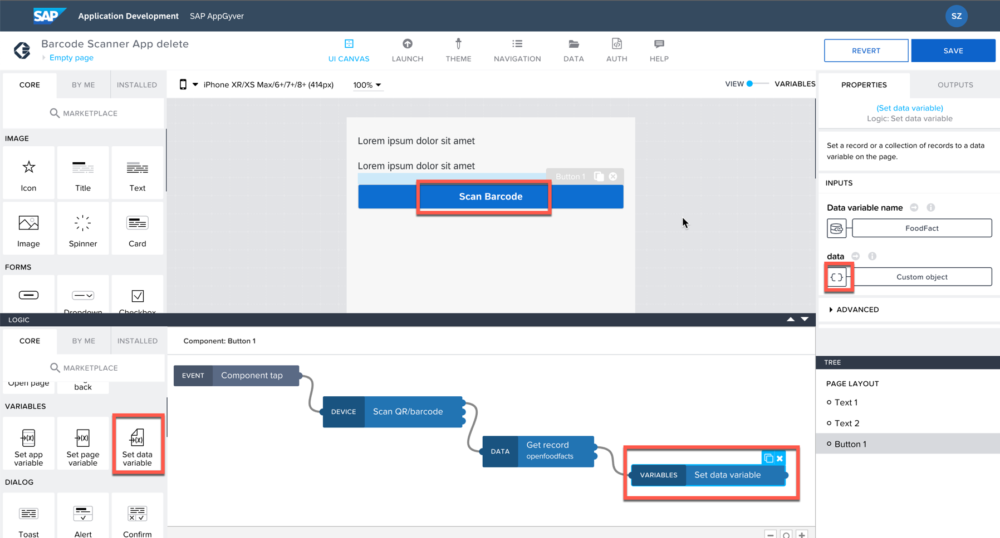 SAP Application Development SAP AppGyver SZ
Barcode Scanner App delete
Empty page
UI CANVAS LAUNCH THEME NAVIGATION DATA AUTH HELP
REVERT SAVE
CORE BY ME INSTALLED
iPhone XR/XS Max/6+/7+/8+ (414px) 100%
VIEW VARIABLES
PROPERTIES OUTPUTS
MARKETPLACE
(Set data variable)
Logic: Set data variable
IMAGE
Icon Title Text
Image Spinner Card
FORMS
Dropdown Checkbox
Lorem ipsum dolor sit amet
Lorem ipsum dolor sit amet
Button 1
Scan Barcode
Set a record or a collection of records to a data
variable on the page.
INPUTS
Data variable name
FoodFact
data
{ } Custom object
ADVANCED
LOGIC
CORE BY ME INSTALLED
Component: Button 1
MARKETPLACE
Open page
back
VARIABLES
Set app
variable
Set page
variable
Set data
variable
DIALOG
Toast Alert Confirm
EVENT Component tap
DEVICE Scan QR/barcode
DATA Get record
openfoodfacts
VARIABLES Set data variable
TREE
PAGE LAYOUT
Text 1
Text 2
Button 1